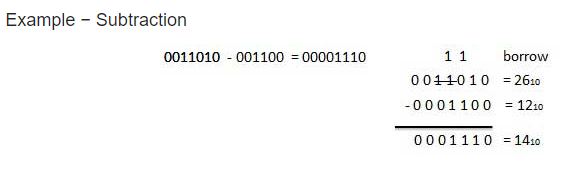 Example – Subtraction
0011010 - 001100 = 00001110
1 1 borrow
0 0 1 1 0 1 0 = 26₁₀
- 0 0 0 1 1 0 0 = 12₁₀
0 0 0 1 1 1 0 = 14₁₀